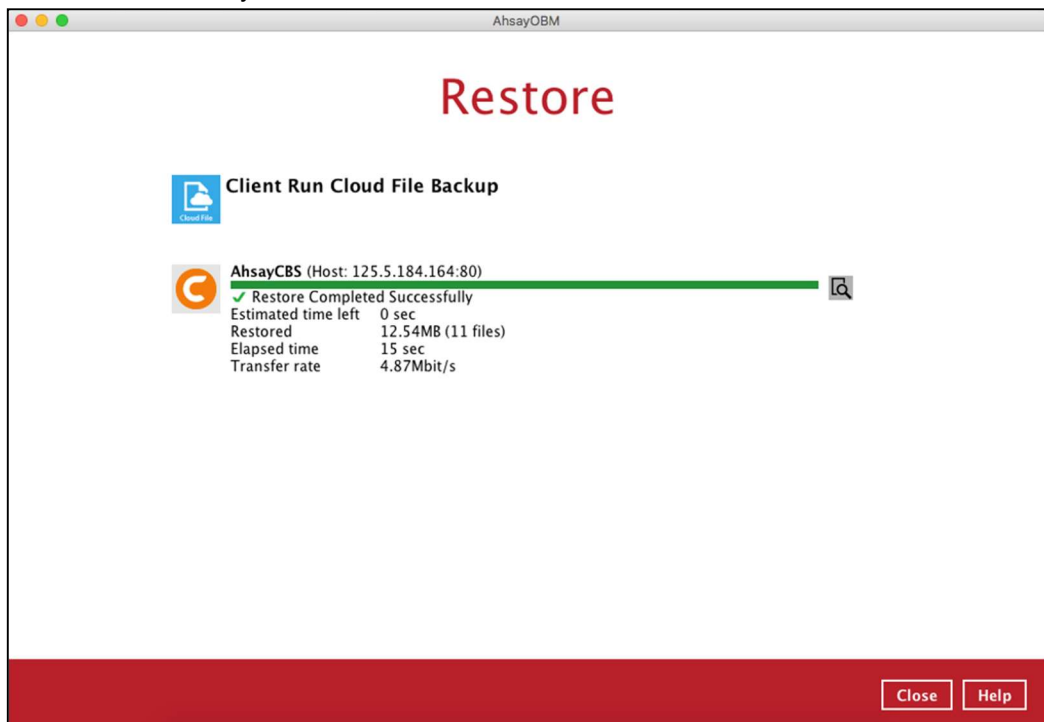 AhsayOBM
Restore
Client Run Cloud File Backup
Cloud File
AhsayCBS (Host: 125.5.184.164:80)
✓ Restore Completed Successfully
Estimated time left 0 sec
Restored 12.54MB (11 files)
Elapsed time 15 sec
Transfer rate 4.87Mbit/s
Close Help